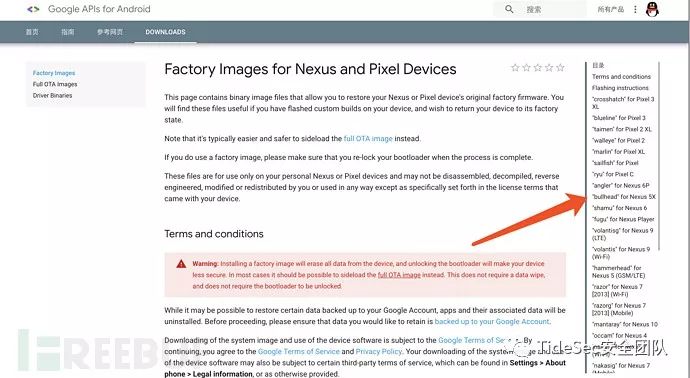 Google APIs for Android
搜索
所有产品
首页
指南
参考网页
DOWNLOADS
Factory Images
Full OTA Images
Driver Binaries
Factory Images for Nexus and Pixel Devices
This page contains binary image files that allow you to restore your Nexus or Pixel device's original factory firmware. You
will find these files useful if you have flashed custom builds on your device, and wish to return your device to its factory
state.
Note that it's typically easier and safer to sideload the full OTA image instead.
If you do use a factory image, please make sure that you re-lock your bootloader when the process is complete.
These files are for use only on your personal Nexus or Pixel devices and may not be disassembled, decompiled, reverse
engineered, modified or redistributed by you or used in any way except as specifically set forth in the license terms that
came with your device.
Terms and conditions
Warning: Installing a factory image will erase all data from the device, and unlocking the bootloader will make your device
less secure. In most cases it should be possible to sideload the full OTA image instead. This does not require a data wipe,
and does not require the bootloader to be unlocked.
While it may be possible to restore certain data backed up to your Google Account, apps and their associated data will be
uninstalled. Before proceeding, please ensure that data you would like to retain is backed up to your Google Account.
Downloading of the system image and use of the device software is subject to the Google Terms of Service. By
continuing, you agree to the Google Terms of Service and Privacy Policy. Your downloading of the system image
of the device software may also be subject to certain third-party terms of service, which can be found in Settings > About
phone > Legal information, or as otherwise provided.
目录
Terms and conditions
Flashing instructions
"crosshatch" for Pixel 3
XL
"blueline" for Pixel 3
"taimen" for Pixel 2 XL
"walleye" for Pixel 2
"marlin" for Pixel XL
"sailfish" for Pixel
"ryu" for Pixel C
"angler" for Nexus 6P
"bullhead" for Nexus 5X
"shamu" for Nexus 6
"fugu" for Nexus Player
"volantisg" for Nexus 9
(LTE)
"volantis" for Nexus 9
(Wi-Fi)
"hammerhead" for
Nexus 5 (GSM/LTE)
"razor" for Nexus 7
[2013] (Wi-Fi)
"razorg" for Nexus 7
[2013] (Mobile)
"mantaray" for Nexus 10
"occam" for Nexus 4
(Mobile)
"nakasig" for Nexus 7
FREEBUF
TideSec安全团队